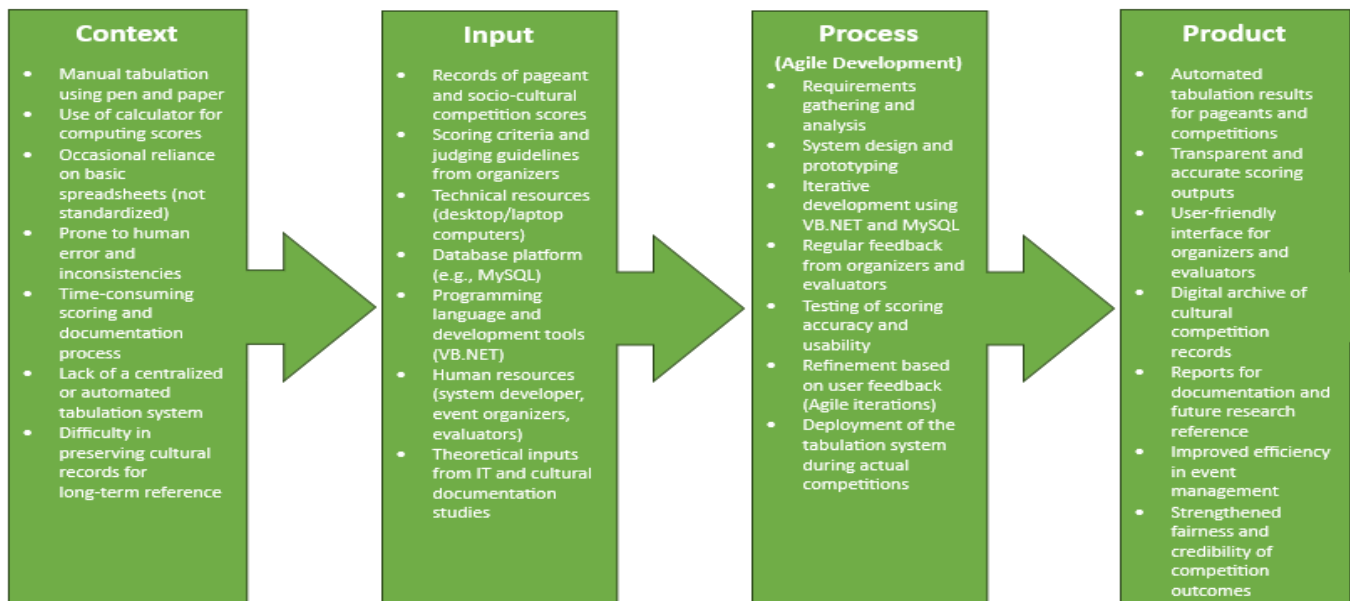 Context
• Manual tabulation
using pen and paper
• Use of calculator for
computing scores
• Occasional reliance
on basic
spreadsheets (not
standardized)
• Prone to human
error and
inconsistencies
• Time-consuming
scoring and
documentation
process
• Lack of a centralized
or automated
tabulation system
• Difficulty in
preserving cultural
records for
long-term reference
Input
• Records of pageant
and socio-cultural
competition scores
• Scoring criteria and
judging guidelines
from organizers
• Technical resources
(desktop/laptop
computers)
• Database platform
(e.g., MySQL)
• Programming
language and
development tools
(VB.NET)
• Human resources
(system developer,
event organizers,
evaluators)
• Theoretical inputs
from IT and cultural
documentation
studies
Process
(Agile Development)
• Requirements
gathering and
analysis
• System design and
prototyping
• Iterative
development using
VB.NET and MySQL
• Regular feedback
from organizers and
evaluators
• Testing of scoring
accuracy and
usability
• Refinement based
on user feedback
(Agile iterations)
• Deployment of the
tabulation system
during actual
competitions
Product
• Automated
tabulation results
for pageants and
competitions
• Transparent and
accurate scoring
outputs
• User-friendly
interface for
organizers and
evaluators
• Digital archive of
cultural
competition
records
• Reports for
documentation and
future research
reference
• Improved efficiency
in event
management
• Strengthened
fairness and
credibility of
competition
outcomes